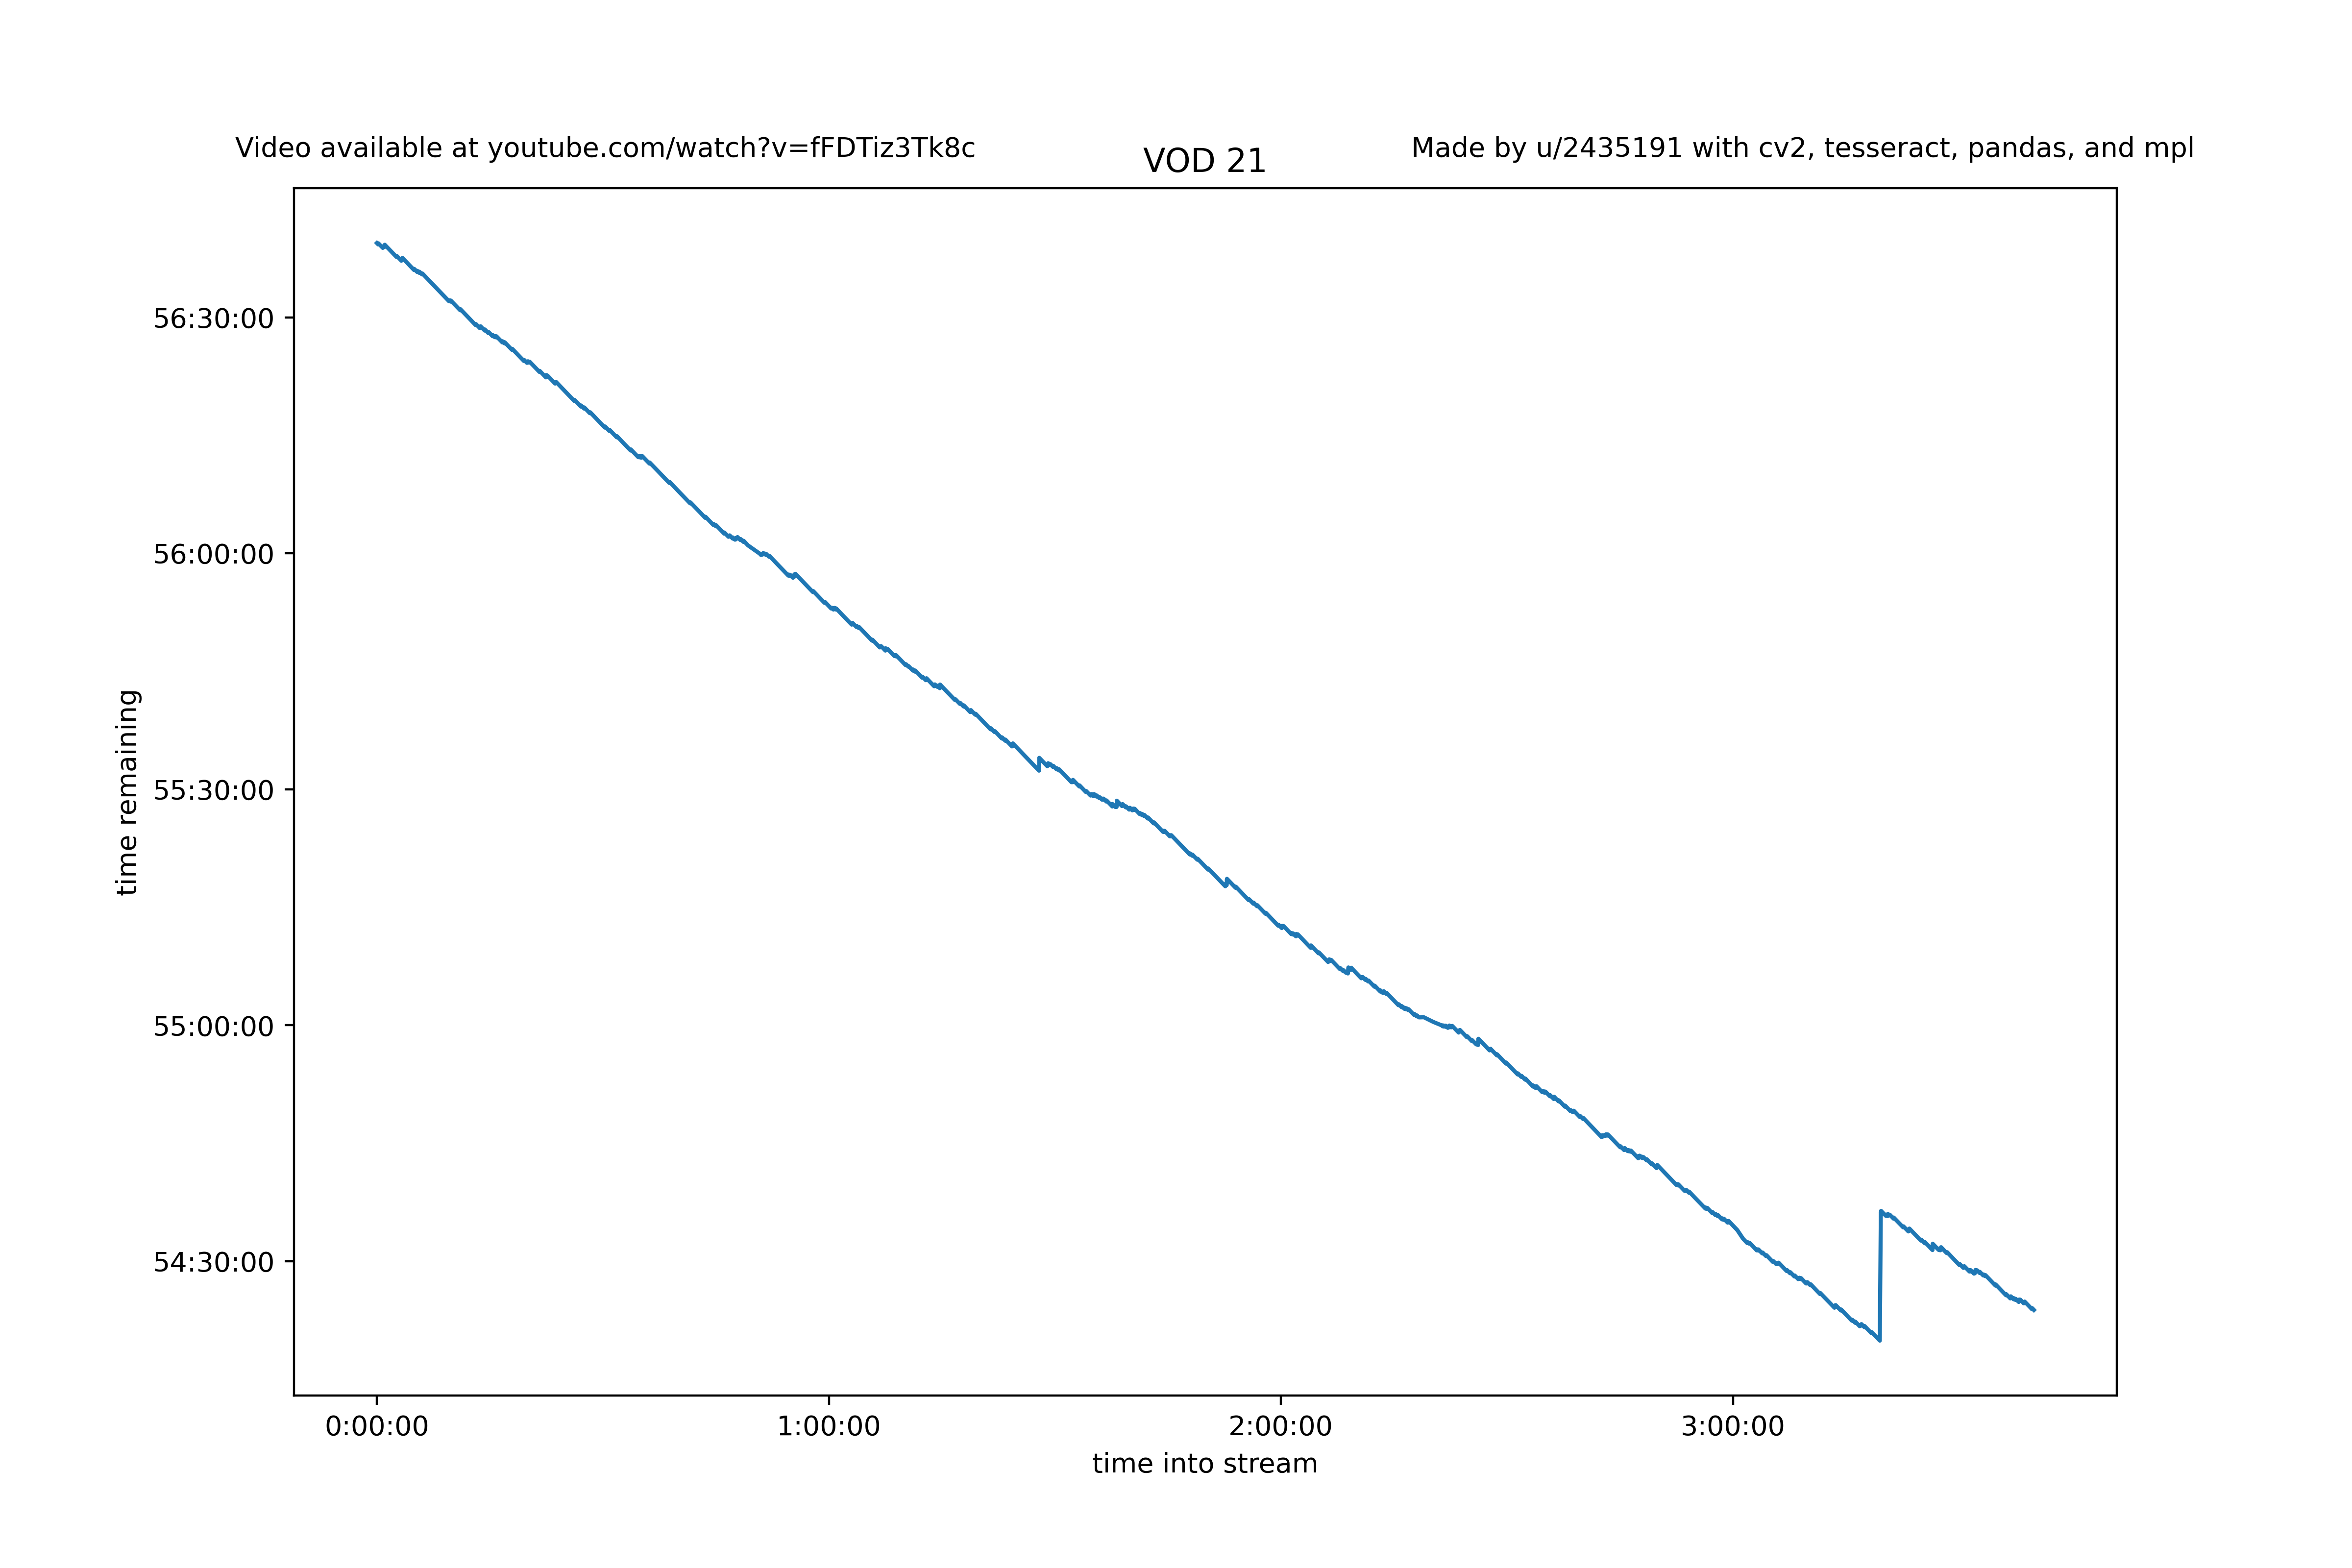 Video available at youtube.com/watch?v=fFDTiz3Tk8c
VOD 21
Made by u/2435191 with cv2, tesseract, pandas, and mpl
time remaining
56:30:00
56:00:00
55:30:00
55:00:00
54:30:00
0:00:00
1:00:00
2:00:00
3:00:00
time into stream